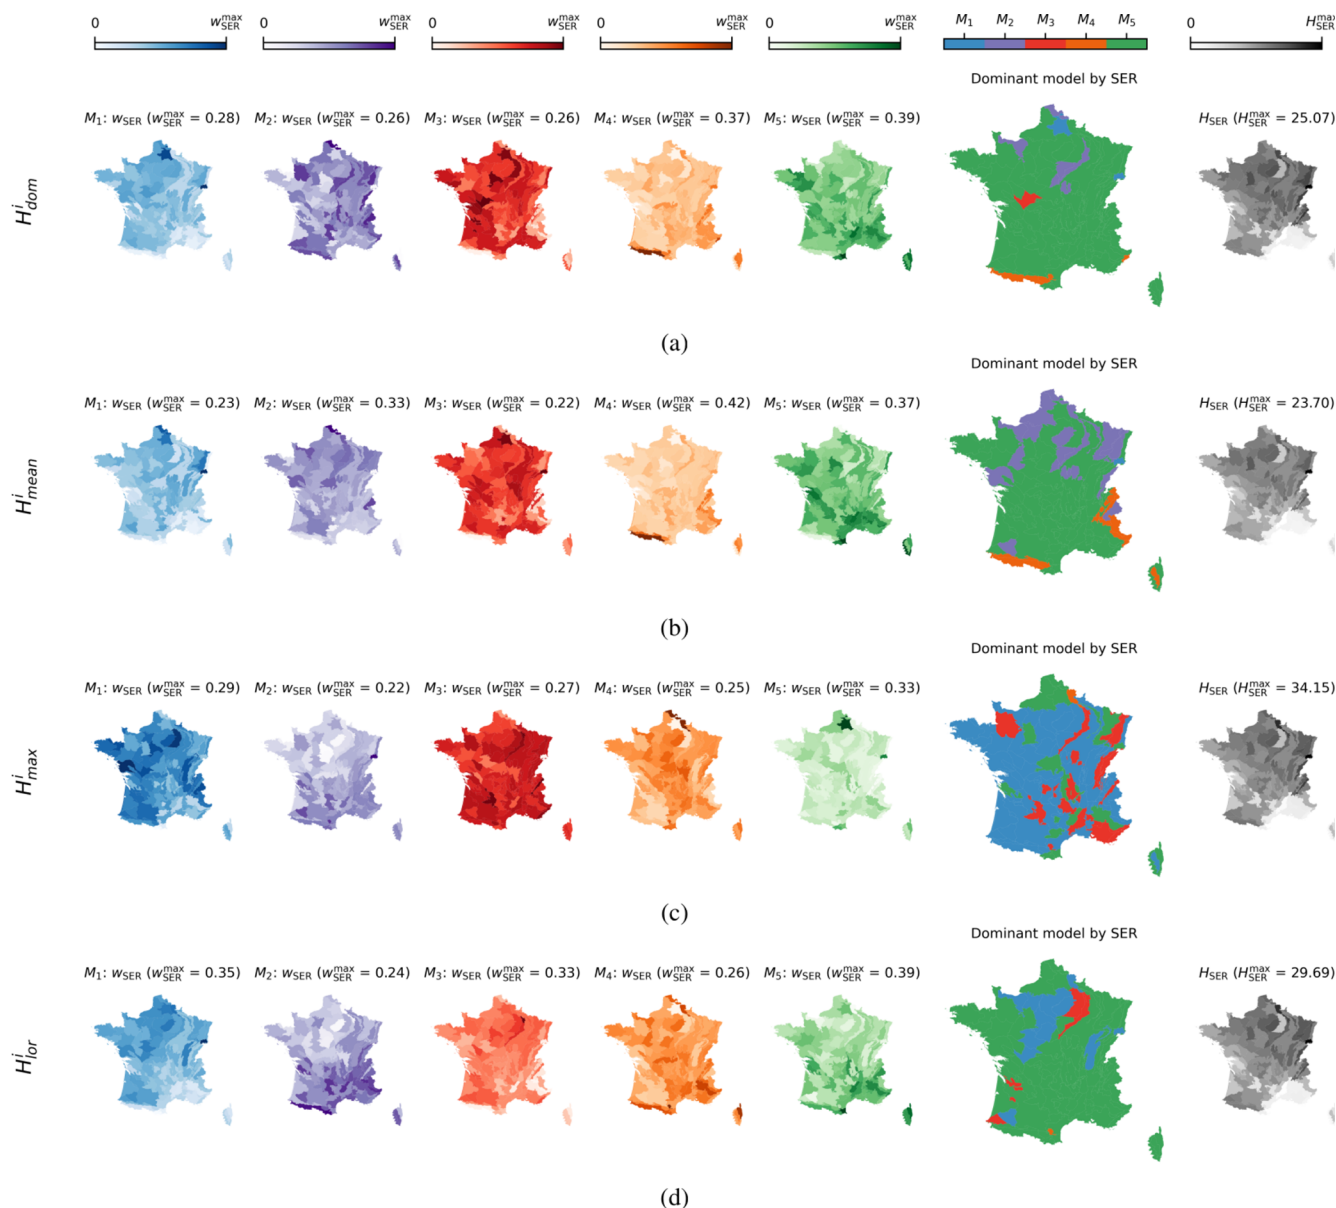 0 w_SER^max 0 w_SER^max 0 w_SER^max 0 w_SER^max 0 w_SER^max M₁ M₂ M₃ M₄ M₅ 0 H_SER^max
Dominant model by SER
M₁: w_SER (w_SER^max = 0.28) M₂: w_SER (w_SER^max = 0.26) M₃: w_SER (w_SER^max = 0.26) M₄: w_SER (w_SER^max = 0.37) M₅: w_SER (w_SER^max = 0.39) H_SER (H_SER^max = 25.07)
H^i_dom
(a)
Dominant model by SER
M₁: w_SER (w_SER^max = 0.23) M₂: w_SER (w_SER^max = 0.33) M₃: w_SER (w_SER^max = 0.22) M₄: w_SER (w_SER^max = 0.42) M₅: w_SER (w_SER^max = 0.37) H_SER (H_SER^max = 23.70)
H^i_mean
(b)
Dominant model by SER
M₁: w_SER (w_SER^max = 0.29) M₂: w_SER (w_SER^max = 0.22) M₃: w_SER (w_SER^max = 0.27) M₄: w_SER (w_SER^max = 0.25) M₅: w_SER (w_SER^max = 0.33) H_SER (H_SER^max = 34.15)
H^i_max
(c)
Dominant model by SER
M₁: w_SER (w_SER^max = 0.35) M₂: w_SER (w_SER^max = 0.24) M₃: w_SER (w_SER^max = 0.33) M₄: w_SER (w_SER^max = 0.26) M₅: w_SER (w_SER^max = 0.39) H_SER (H_SER^max = 29.69)
H^i_lor
(d)